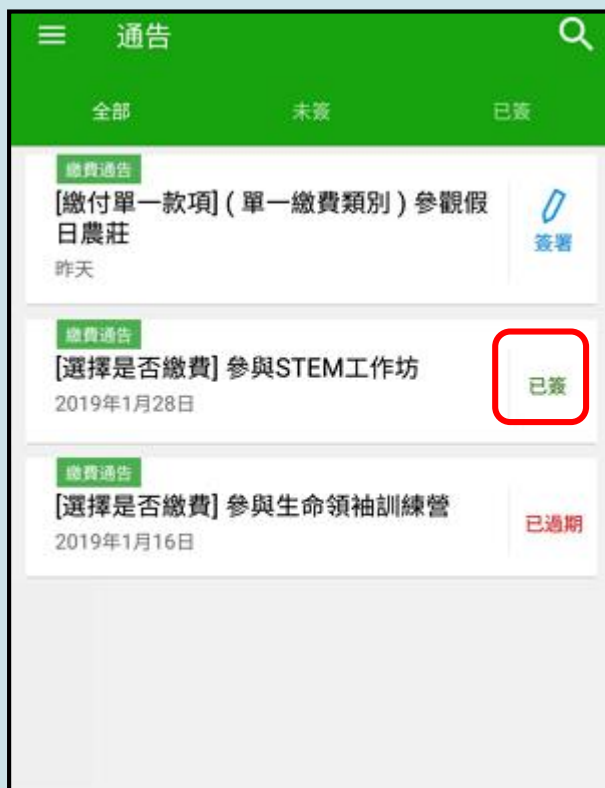 通告
全部 未簽 已簽
繳費通告
[繳付單一款項] ( 單一繳費類別 ) 參觀假
日農莊
昨天
簽署
繳費通告
[選擇是否繳費] 參與STEM工作坊
2019年1月28日
已簽
繳費通告
[選擇是否繳費] 參與生命領袖訓練營
2019年1月16日
已過期